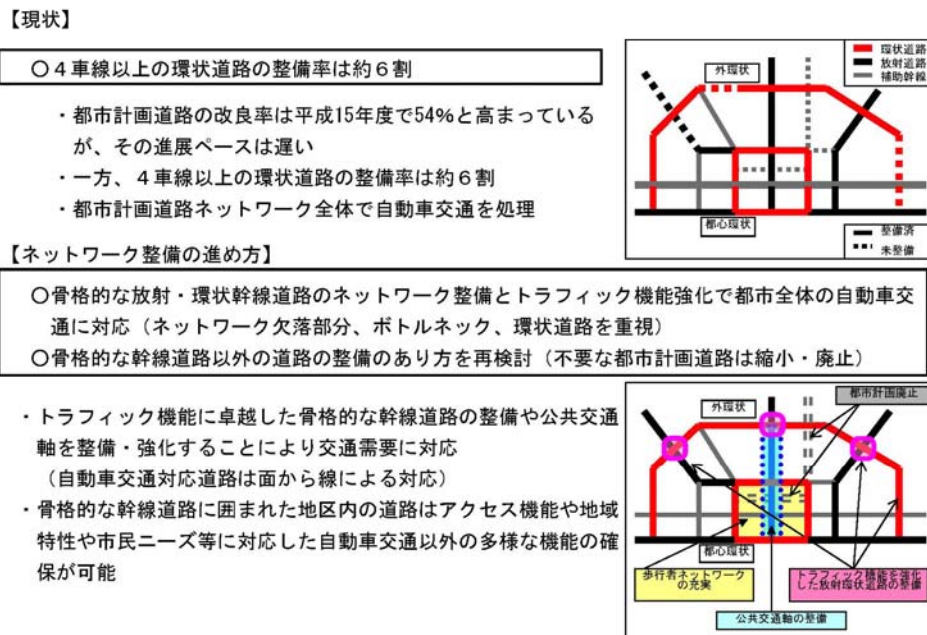 【現状】
○4車線以上の環状道路の整備率は約6割
・都市計画道路の改良率は平成15年度で54%と高まっている
が、その進展ペースは遅い
・一方、4車線以上の環状道路の整備率は約6割
・都市計画道路ネットワーク全体で自動車交通を処理
環状道路
放射道路
補助幹線
外環状
都心環状
整備済
未整備
【ネットワーク整備の進め方】
○骨格的な放射・環状幹線道路のネットワーク整備とトラフィック機能強化で都市全体の自動車交
通に対応(ネットワーク欠落部分、ボトルネック、環状道路を重視)
○骨格的な幹線道路以外の道路の整備のあり方を再検討(不要な都市計画道路は縮小・廃止)
・トラフィック機能に卓越した骨格的な幹線道路の整備や公共交通
軸を整備・強化することにより交通需要に対応
(自動車交通対応道路は面から線による対応)
・骨格的な幹線道路に囲まれた地区内の道路はアクセス機能や地域
特性や市民ニーズ等に対応した自動車交通以外の多様な機能の確
保が可能
都市計画廃止
外環状
都心環状
歩行者ネットワーク
の充実
トラフィック機能を強化
した放射環状道路の整備
公共交通軸の整備